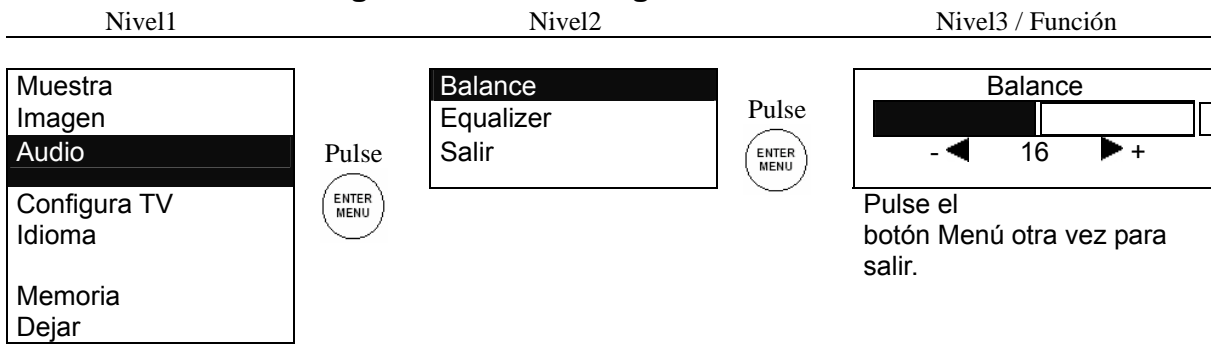 Nivel1 Nivel2 Nivel3 / Función
Muestra
Imagen
Audio
Configura TV
Idioma
Memoria
Dejar
Pulse
ENTER
MENU
Balance
Equalizer
Salir
Pulse
ENTER
MENU
Balance
- ◀ 16 ▶ +
Pulse el
botón Menú otra vez para
salir.